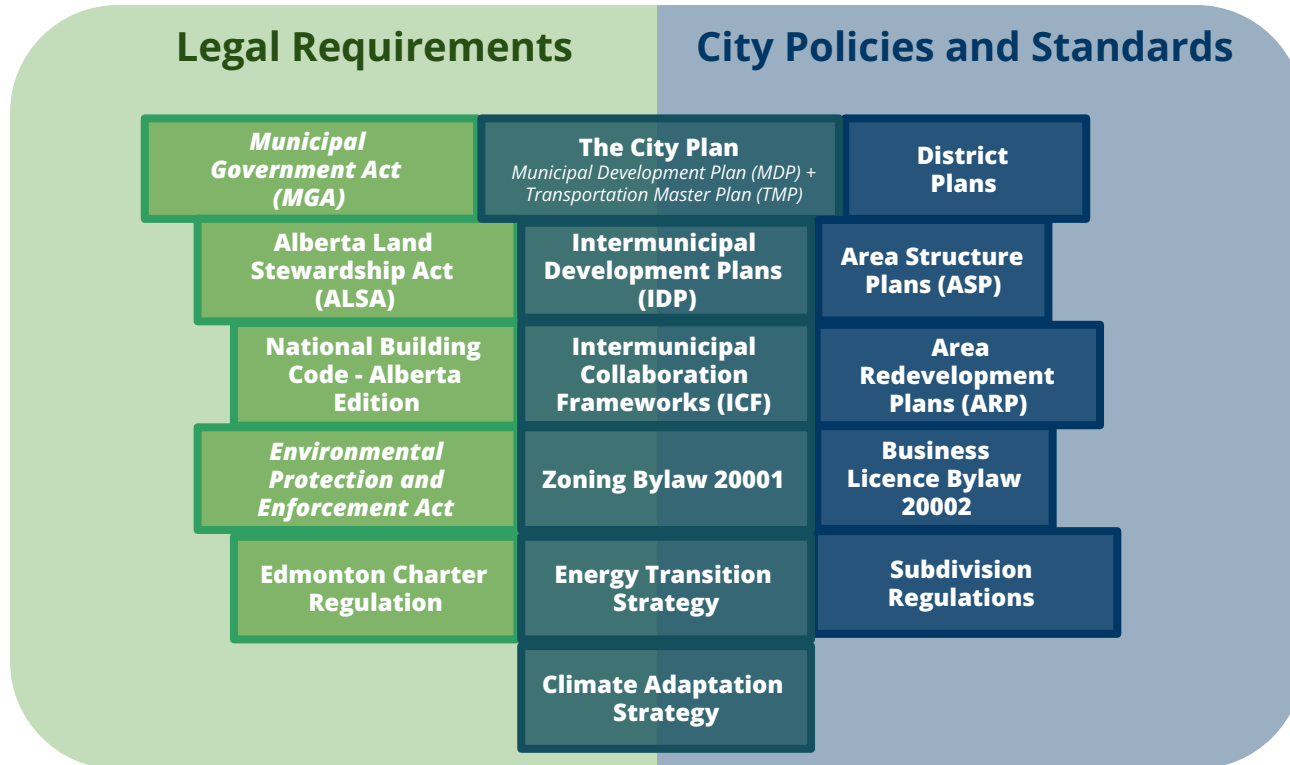 Legal Requirements
City Policies and Standards
Municipal
Government Act
(MGA)
The City Plan
Municipal Development Plan (MDP) +
Transportation Master Plan (TMP)
District
Plans
Alberta Land
Stewardship Act
(ALSA)
Intermunicipal
Development Plans
(IDP)
Area Structure
Plans (ASP)
National Building
Code - Alberta
Edition
Intermunicipal
Collaboration
Frameworks (ICF)
Area
Redevelopment
Plans (ARP)
Environmental
Protection and
Enforcement Act
Zoning Bylaw 20001
Business
Licence Bylaw
20002
Edmonton Charter
Regulation
Energy Transition
Strategy
Subdivision
Regulations
Climate Adaptation
Strategy